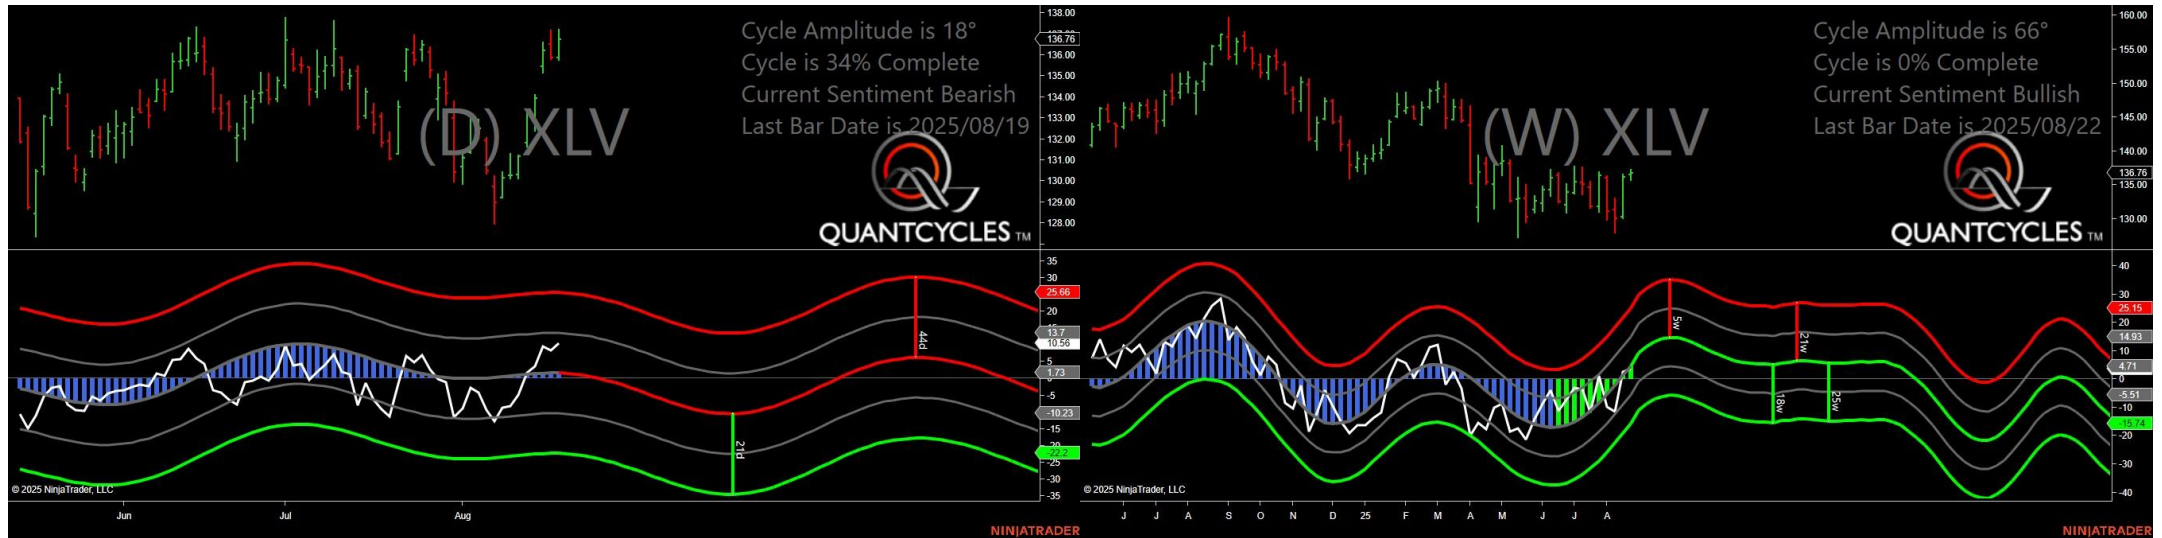 Cycle Amplitude is 18°
Cycle is 34% Complete
Current Sentiment Bearish
Last Bar Date is 2025/08/19
(D) XLV
QUANTCYCLES TM
138.00
136.76
136.00
135.00
134.00
133.00
132.00
131.00
130.00
129.00
128.00
35
30
25.66
20
13.7
10.56
5
1.73
-5
-10.23
-15
-22.2
-25
-30
-35
44d
21d
© 2025 NinjaTrader, LLC
Jun Jul Aug
NINJATRADER
Cycle Amplitude is 66°
Cycle is 0% Complete
Current Sentiment Bullish
Last Bar Date is 2025/08/22
(W) XLV
QUANTCYCLES TM
160.00
155.00
150.00
145.00
140.00
136.76
135.00
130.00
40
30
25.15
20
14.93
10
4.71
0
-5.51
-10
-15.74
-20
-30
-40
5w
21w
18w
25w
© 2025 NinjaTrader, LLC
J J A S O N D 25 F M A M J J A
NINJATRADER